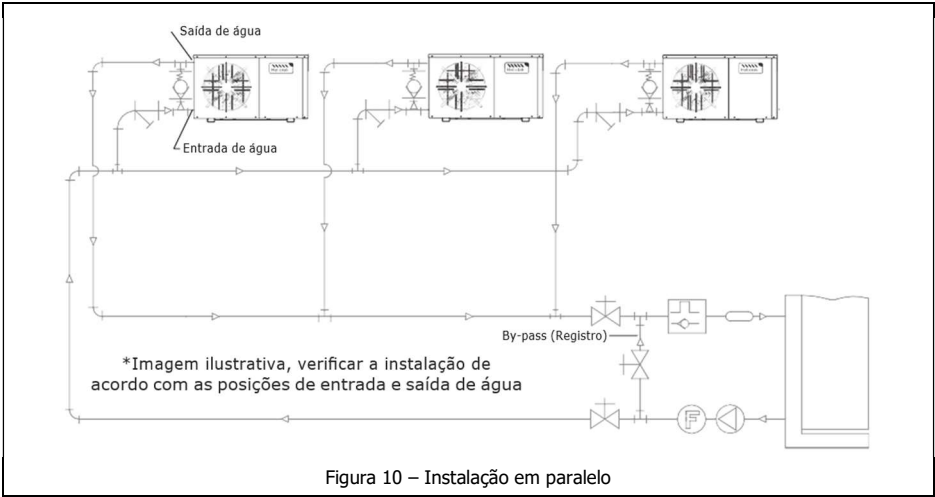 Saída de água
Entrada de água
By-pass (Registro)
*Imagem ilustrativa, verificar a instalação de
acordo com as posições de entrada e saída de água
F
Figura 10 – Instalação em paralelo